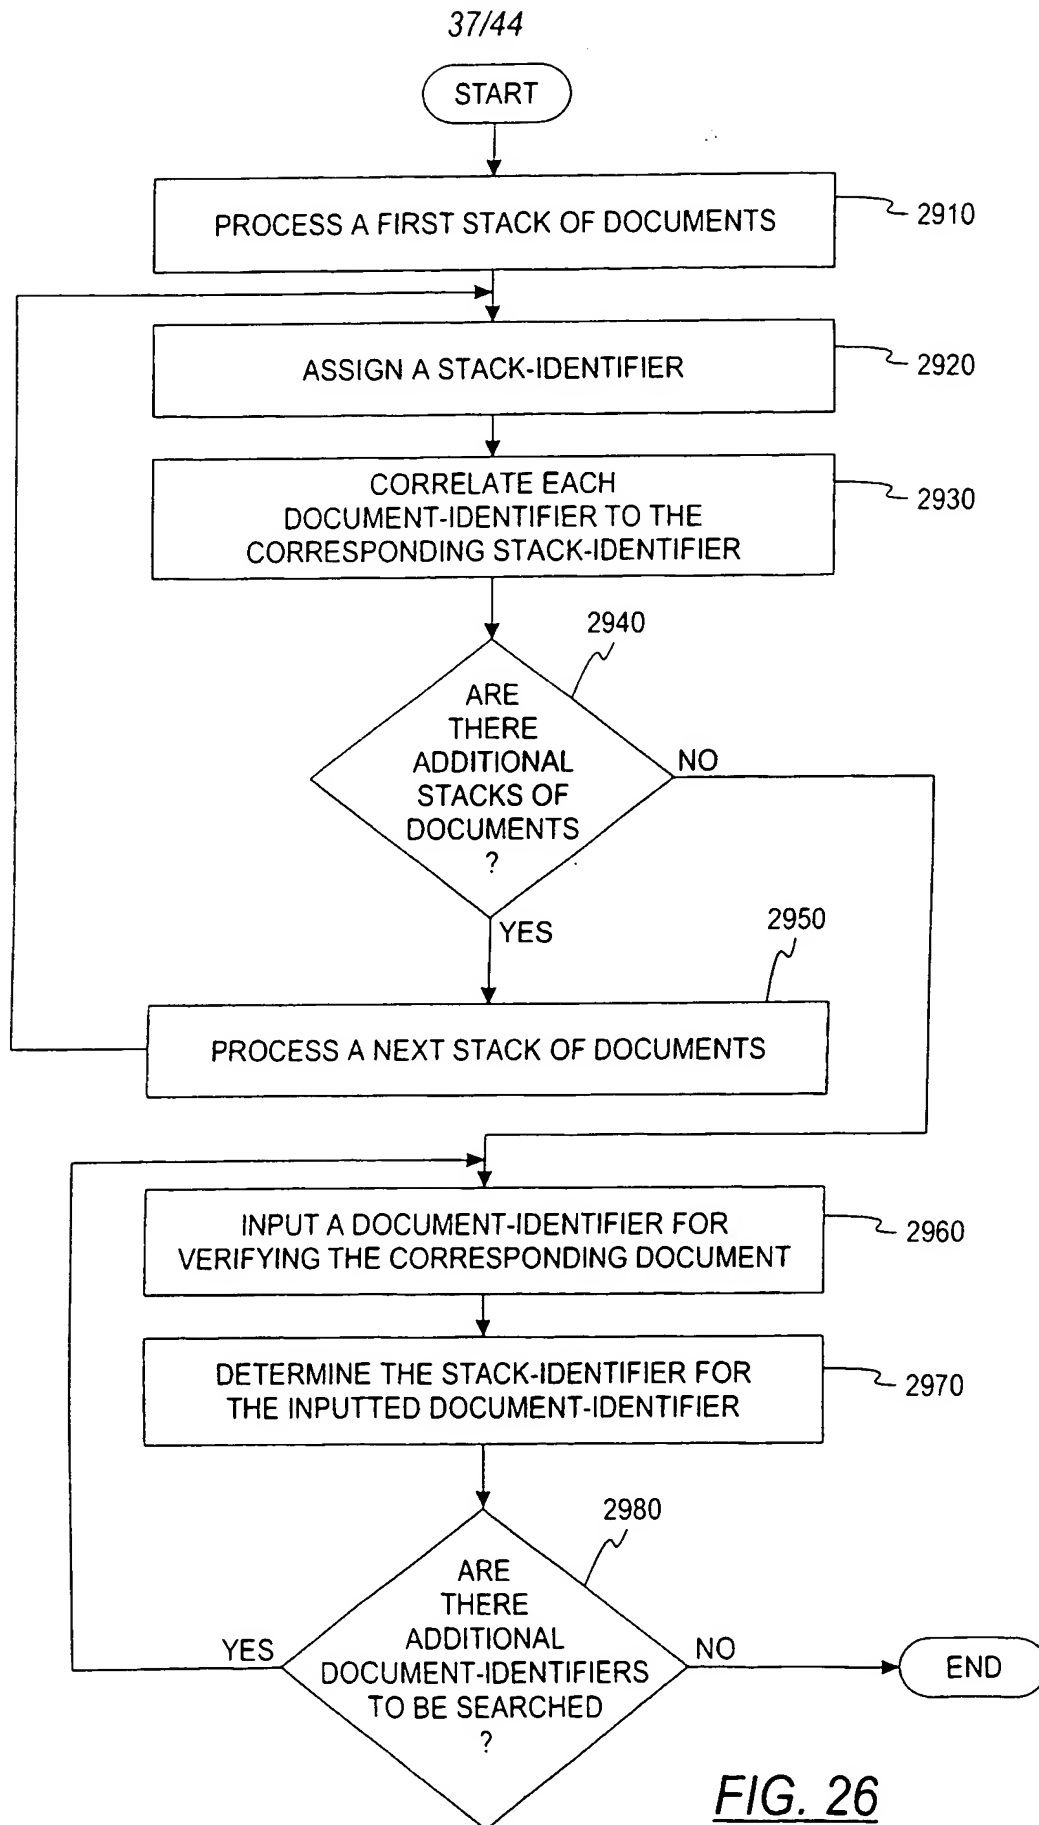 37/44
START
PROCESS A FIRST STACK OF DOCUMENTS
2910
ASSIGN A STACK-IDENTIFIER
2920
CORRELATE EACH
DOCUMENT-IDENTIFIER TO THE
CORRESPONDING STACK-IDENTIFIER
2930
2940
ARE
THERE
ADDITIONAL
STACKS OF
DOCUMENTS
?
NO
YES
2950
PROCESS A NEXT STACK OF DOCUMENTS
INPUT A DOCUMENT-IDENTIFIER FOR
VERIFYING THE CORRESPONDING DOCUMENT
2960
DETERMINE THE STACK-IDENTIFIER FOR
THE INPUTTED DOCUMENT-IDENTIFIER
2970
2980
ARE
THERE
ADDITIONAL
DOCUMENT-IDENTIFIERS
TO BE SEARCHED
?
YES
NO
END
FIG. 26